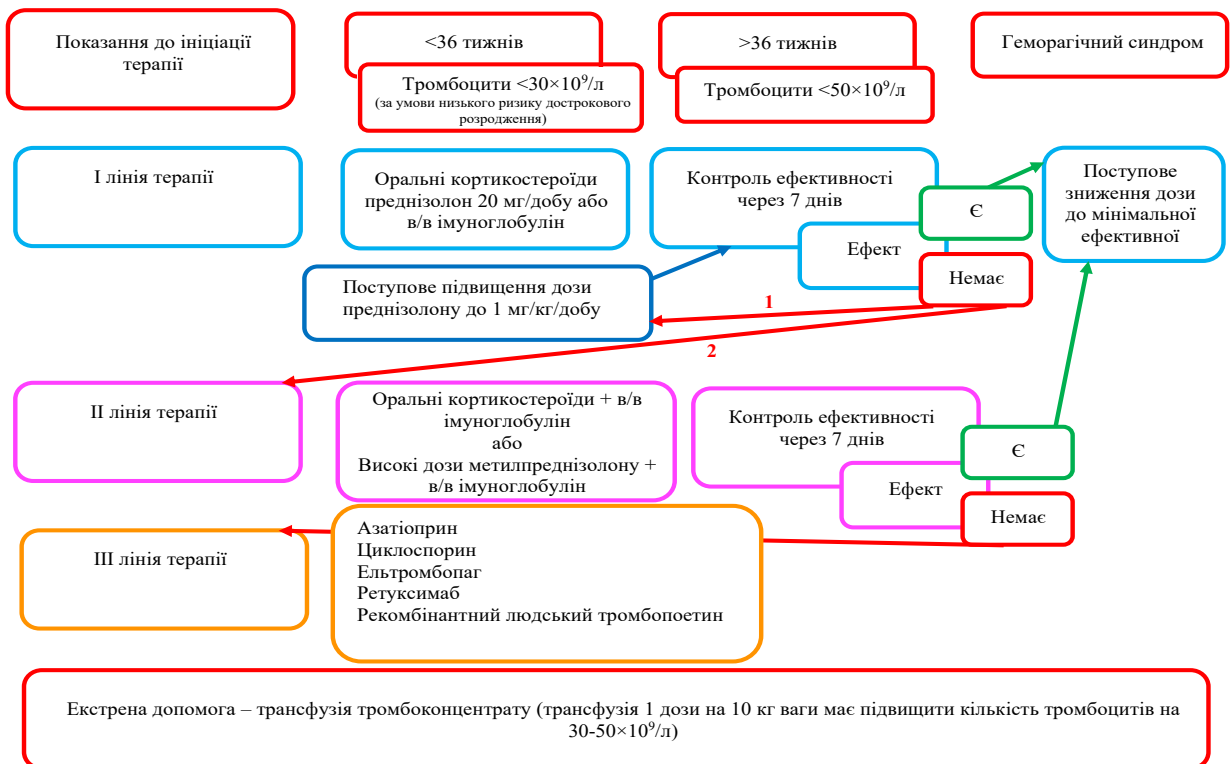 Показання до ініціації
терапії
<36 тижнів
Тромбоцити <30×10⁹/л
(за умови низького ризику дострокового
розродження)
>36 тижнів
Тромбоцити <50×10⁹/л
Геморагічний синдром
І лінія терапії
Оральні кортикостероїди
преднізолон 20 мг/добу або
в/в імуноглобулін
Контроль ефективності
через 7 днів
Ефект
Є
Немає
Поступове
зниження дози
до мінімальної
ефективної
Поступове підвищення дози
преднізолону до 1 мг/кг/добу
1
2
ІІ лінія терапії
Оральні кортикостероїди + в/в
імуноглобулін
або
Високі дози метилпреднізолону +
в/в імуноглобулін
Контроль ефективності
через 7 днів
Ефект
Є
Немає
ІІІ лінія терапії
Азатіоприн
Циклоспорин
Ельтромбопаг
Ретуксимаб
Рекомбінантний людський тромбопоетин
Екстрена допомога – трансфузія тромбоконцентрату (трансфузія 1 дози на 10 кг ваги має підвищити кількість тромбоцитів на
30-50×10⁹/л)